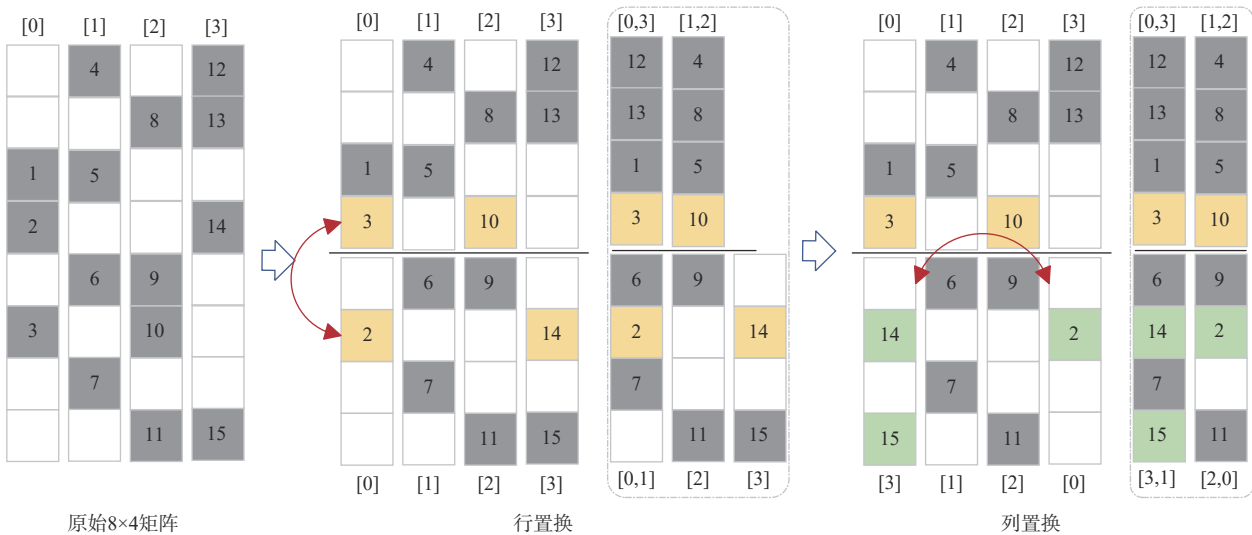 [0] [1] [2] [3]
4 12
8 13
1 5
2 14
6 9
3 10
7
11 15
原始8×4矩阵
[0] [1] [2] [3] [0,3] [1,2]
4 12 12 4
8 13 13 8
1 5 1 5
3 10 3 10
6 9 6 9
2 14 2 14
7 7
11 15 11 15
[0] [1] [2] [3] [0,1] [2] [3]
行置换
[0] [1] [2] [3] [0,3] [1,2]
4 12 12 4
8 13 13 8
1 5 1 5
3 10 3 10
6 9 6 9
14 2 14 2
7 7
15 11 15 11
[3] [1] [2] [0] [3,1] [2,0]
列置换